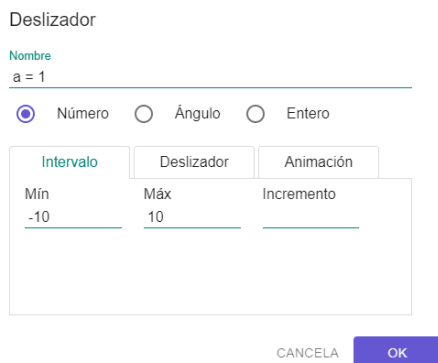 Deslizador
Nombre
a = 1
Número Ángulo Entero
Intervalo Deslizador Animación
Mín Máx Incremento
-10 10
CANCELA OK